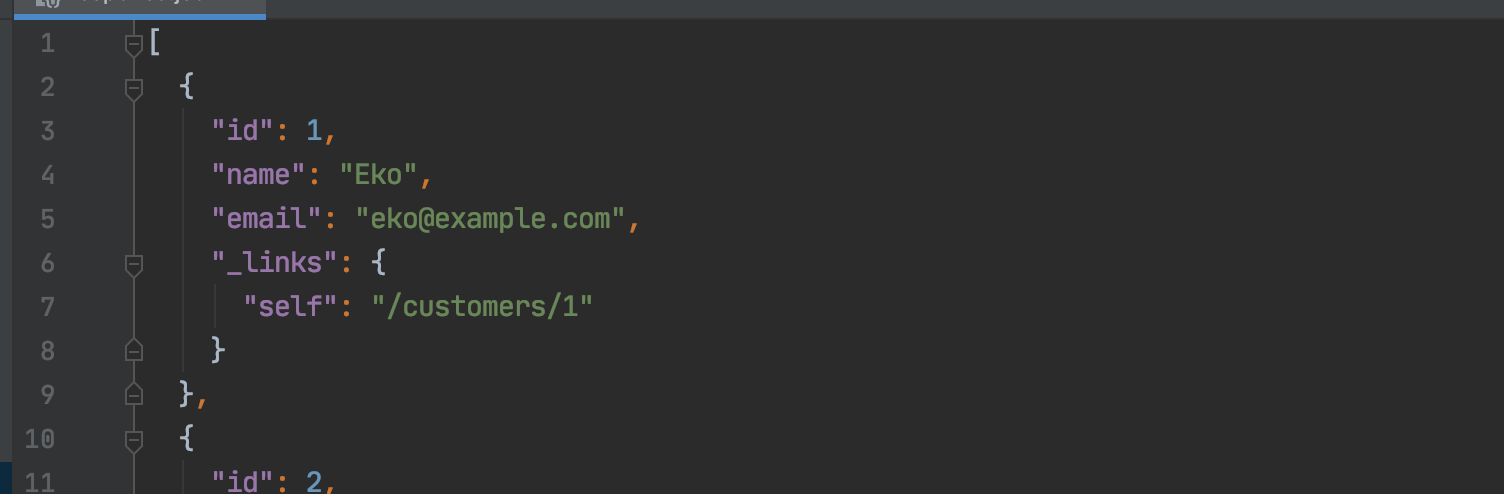 1 [
2 {
3 "id": 1,
4 "name": "Eko",
5 "email": "eko@example.com",
6 "_links": {
7 "self": "/customers/1"
8 }
9 },
10 {
11 "id": 2,